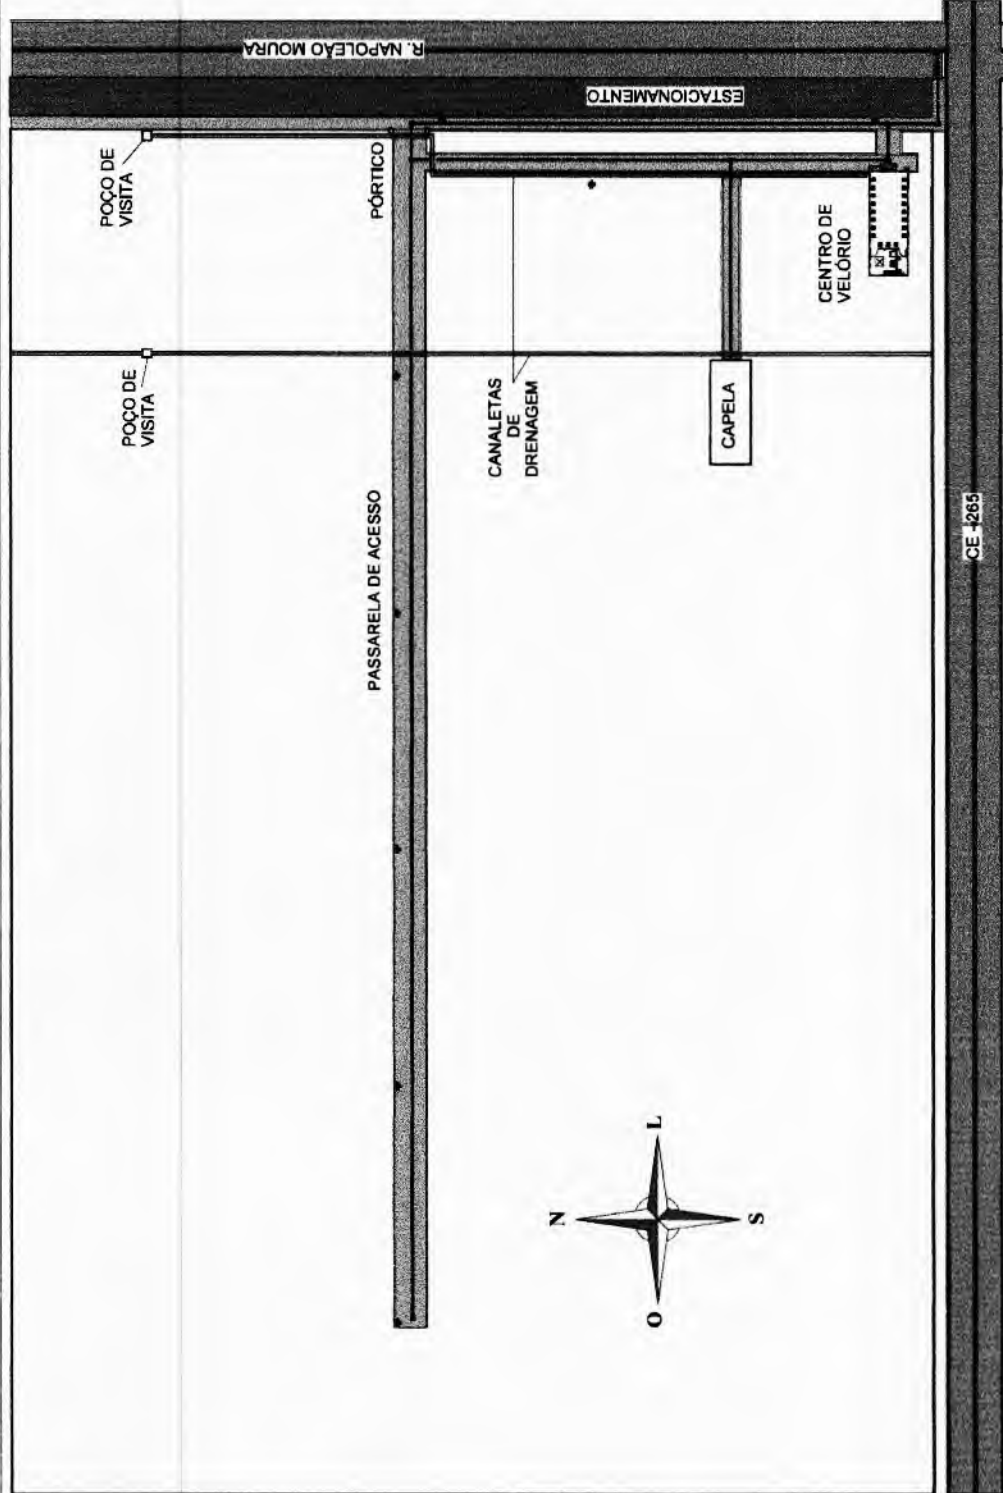 R. NAPOLEÃO MOURA
ESTACIONAMENTO
POÇO DE
VISITA
PÓRTICO
POÇO DE
VISITA
CENTRO DE
VELÓRIO
CANALETAS
DE
DRENAGEM
CAPELA
PASSARELA DE ACESSO
CE - 265
N
L
O
S